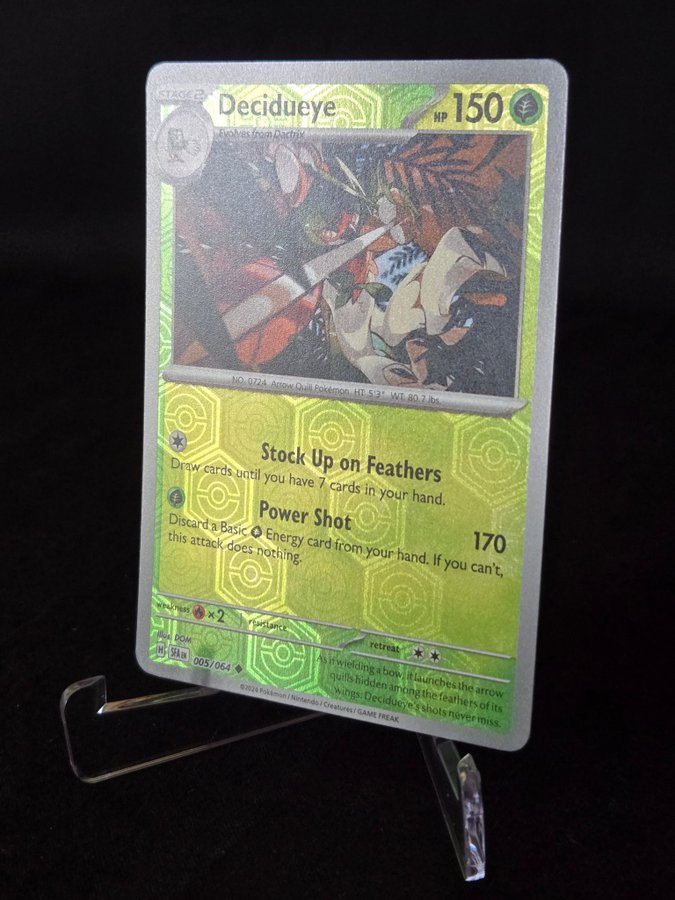 STAGE 2
Decidueye
HP 150
Evolves from Dartrix
NO. 0724 Arrow Quill Pokémon HT: 5'3" WT: 80.7 lbs.
Stock Up on Feathers
Draw cards until you have 7 cards in your hand.
Power Shot 170
Discard a Basic Energy card from your hand. If you can't,
this attack does nothing.
weakness ×2
resistance
retreat
Illus. DOM
H SFA EN 005/064
As if wielding a bow, it launches the arrow
quills hidden among the feathers of its
wings. Decidueye's shots never miss.
©2024 Pokémon / Nintendo / Creatures / GAME FREAK